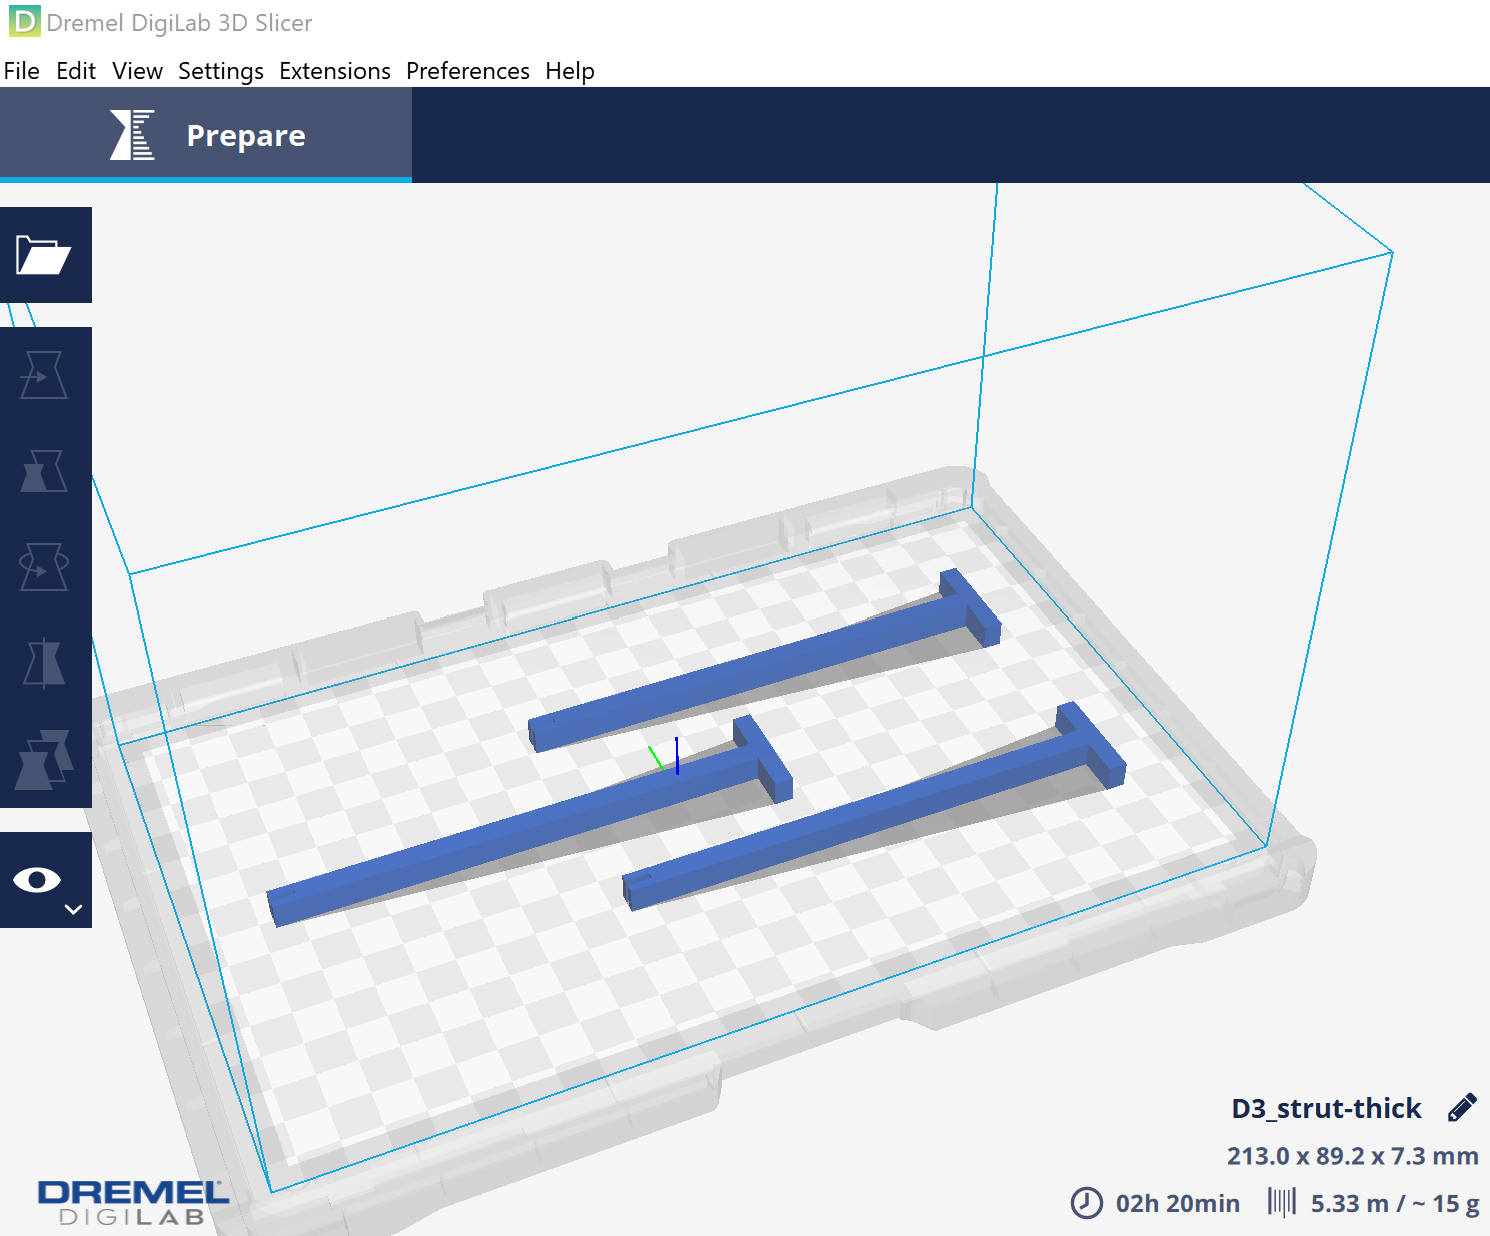 D Dremel DigiLab 3D Slicer
File Edit View Settings Extensions Preferences Help
Prepare
D3_strut-thick
213.0 x 89.2 x 7.3 mm
02h 20min 5.33 m / ~ 15 g
DREMEL
DIGILAB